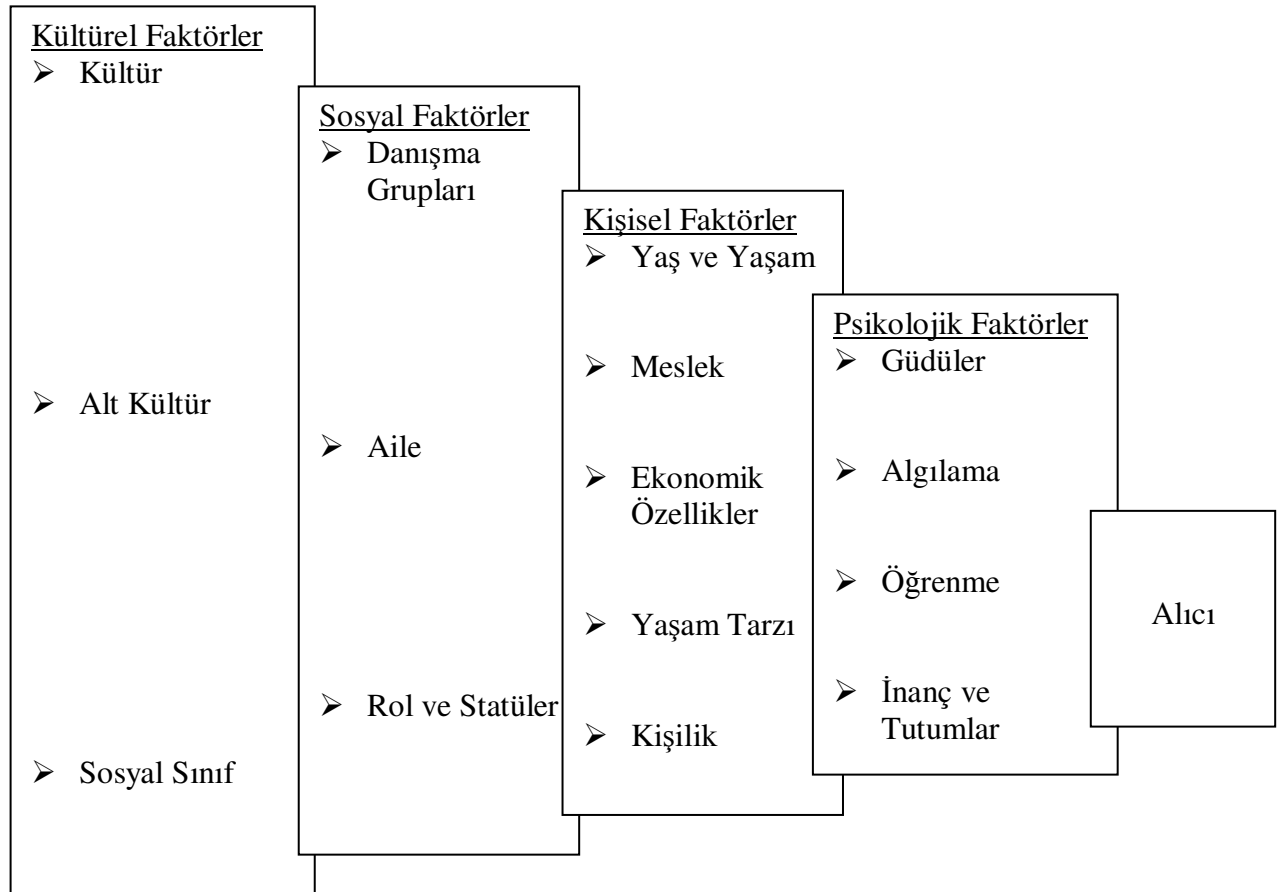 Kültürel Faktörler
➢ Kültür
➢ Alt Kültür
➢ Sosyal Sınıf
Sosyal Faktörler
➢ Danışma
Grupları
➢ Aile
➢ Rol ve Statüler
Kişisel Faktörler
➢ Yaş ve Yaşam
➢ Meslek
➢ Ekonomik
Özellikler
➢ Yaşam Tarzı
➢ Kişilik
Psikolojik Faktörler
➢ Güdüler
➢ Algılama
➢ Öğrenme
➢ İnanç ve
Tutumlar
Alıcı